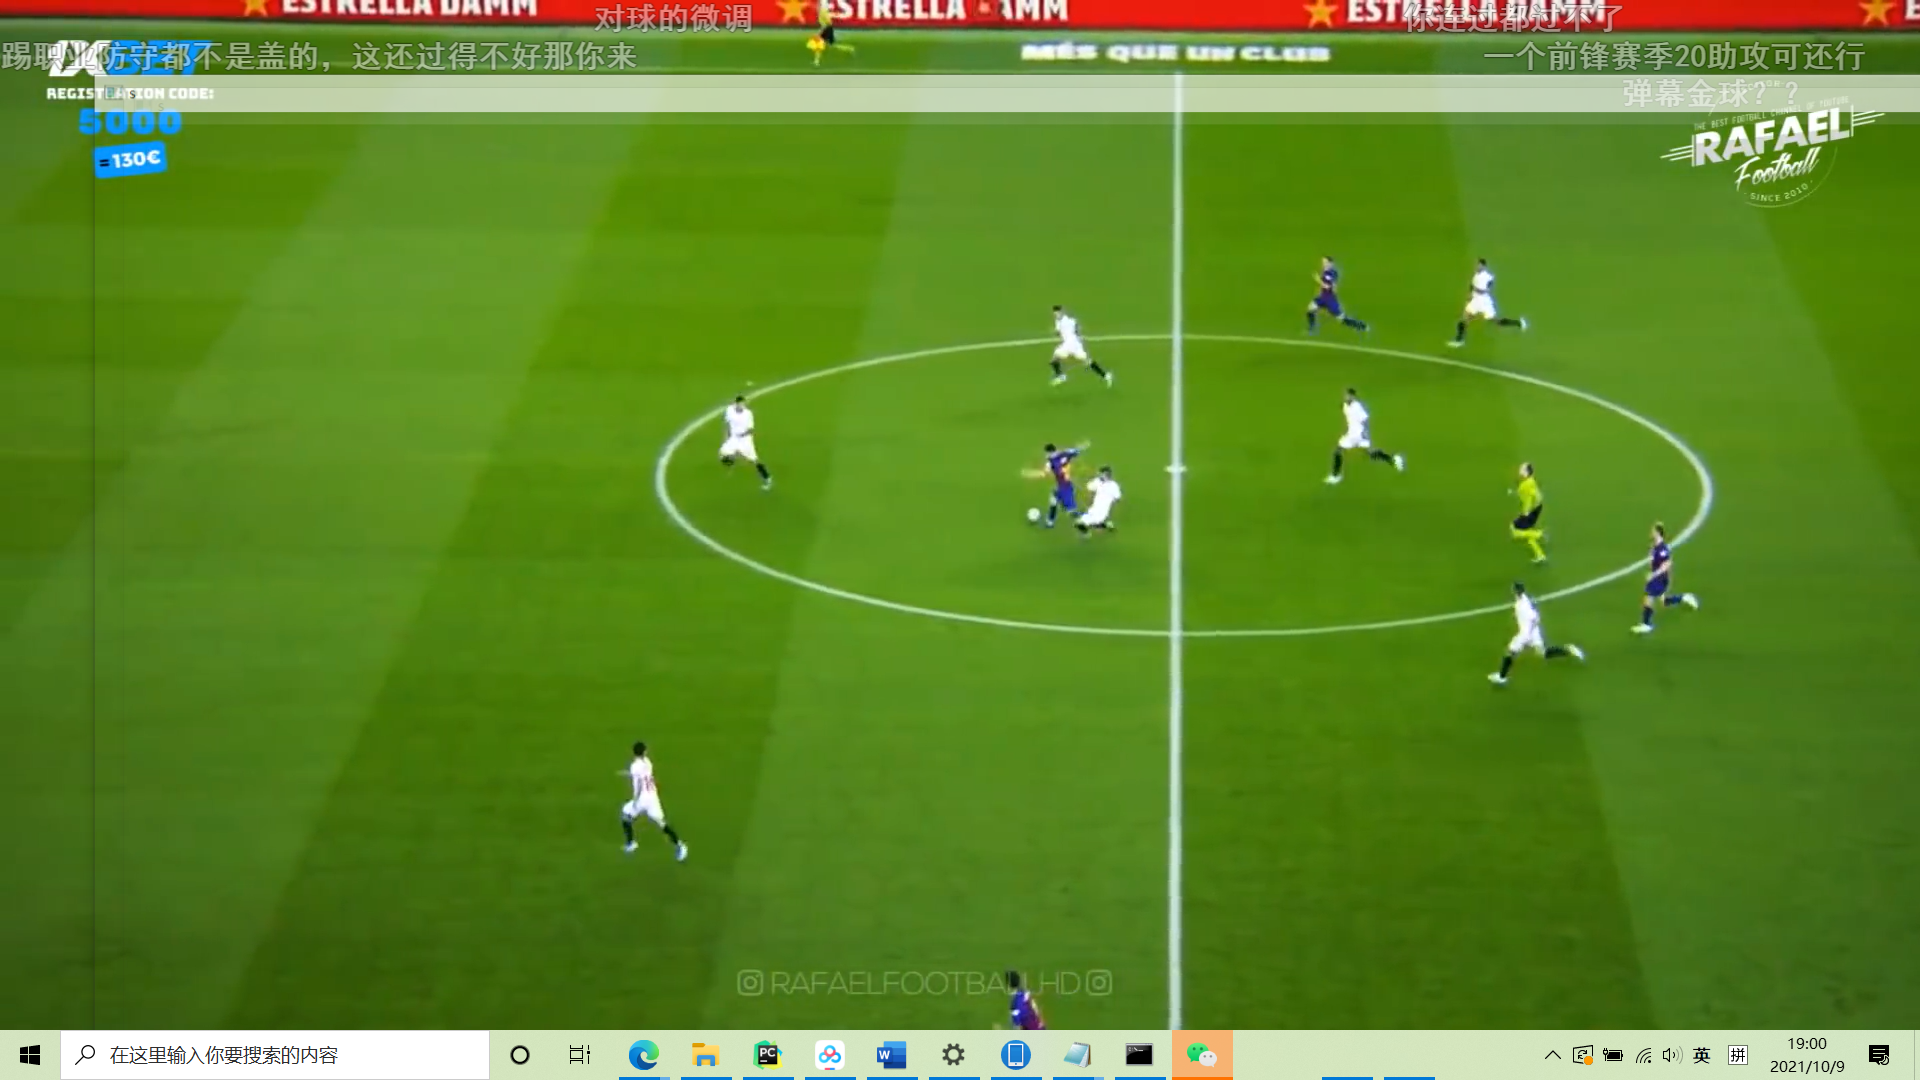 ESTRELLA DAMM
ESTRELLA DAMM
对球的微调
你连过都过不了
踢职业防守都不是盖的，这还过得不好那你来
MÉS QUE UN CLUB
一个前锋赛季20助攻可还行
1XBET
REGISTRATION CODE:
弹幕金球？？
5000
=130€
THE BEST FOOTBALL CHANNEL OF YOUTUBE
RAFAEL
Football
SINCE 2010
RAFAELFOOTBALLHD
在这里输入你要搜索的内容
英
拼
19:00
2021/10/9